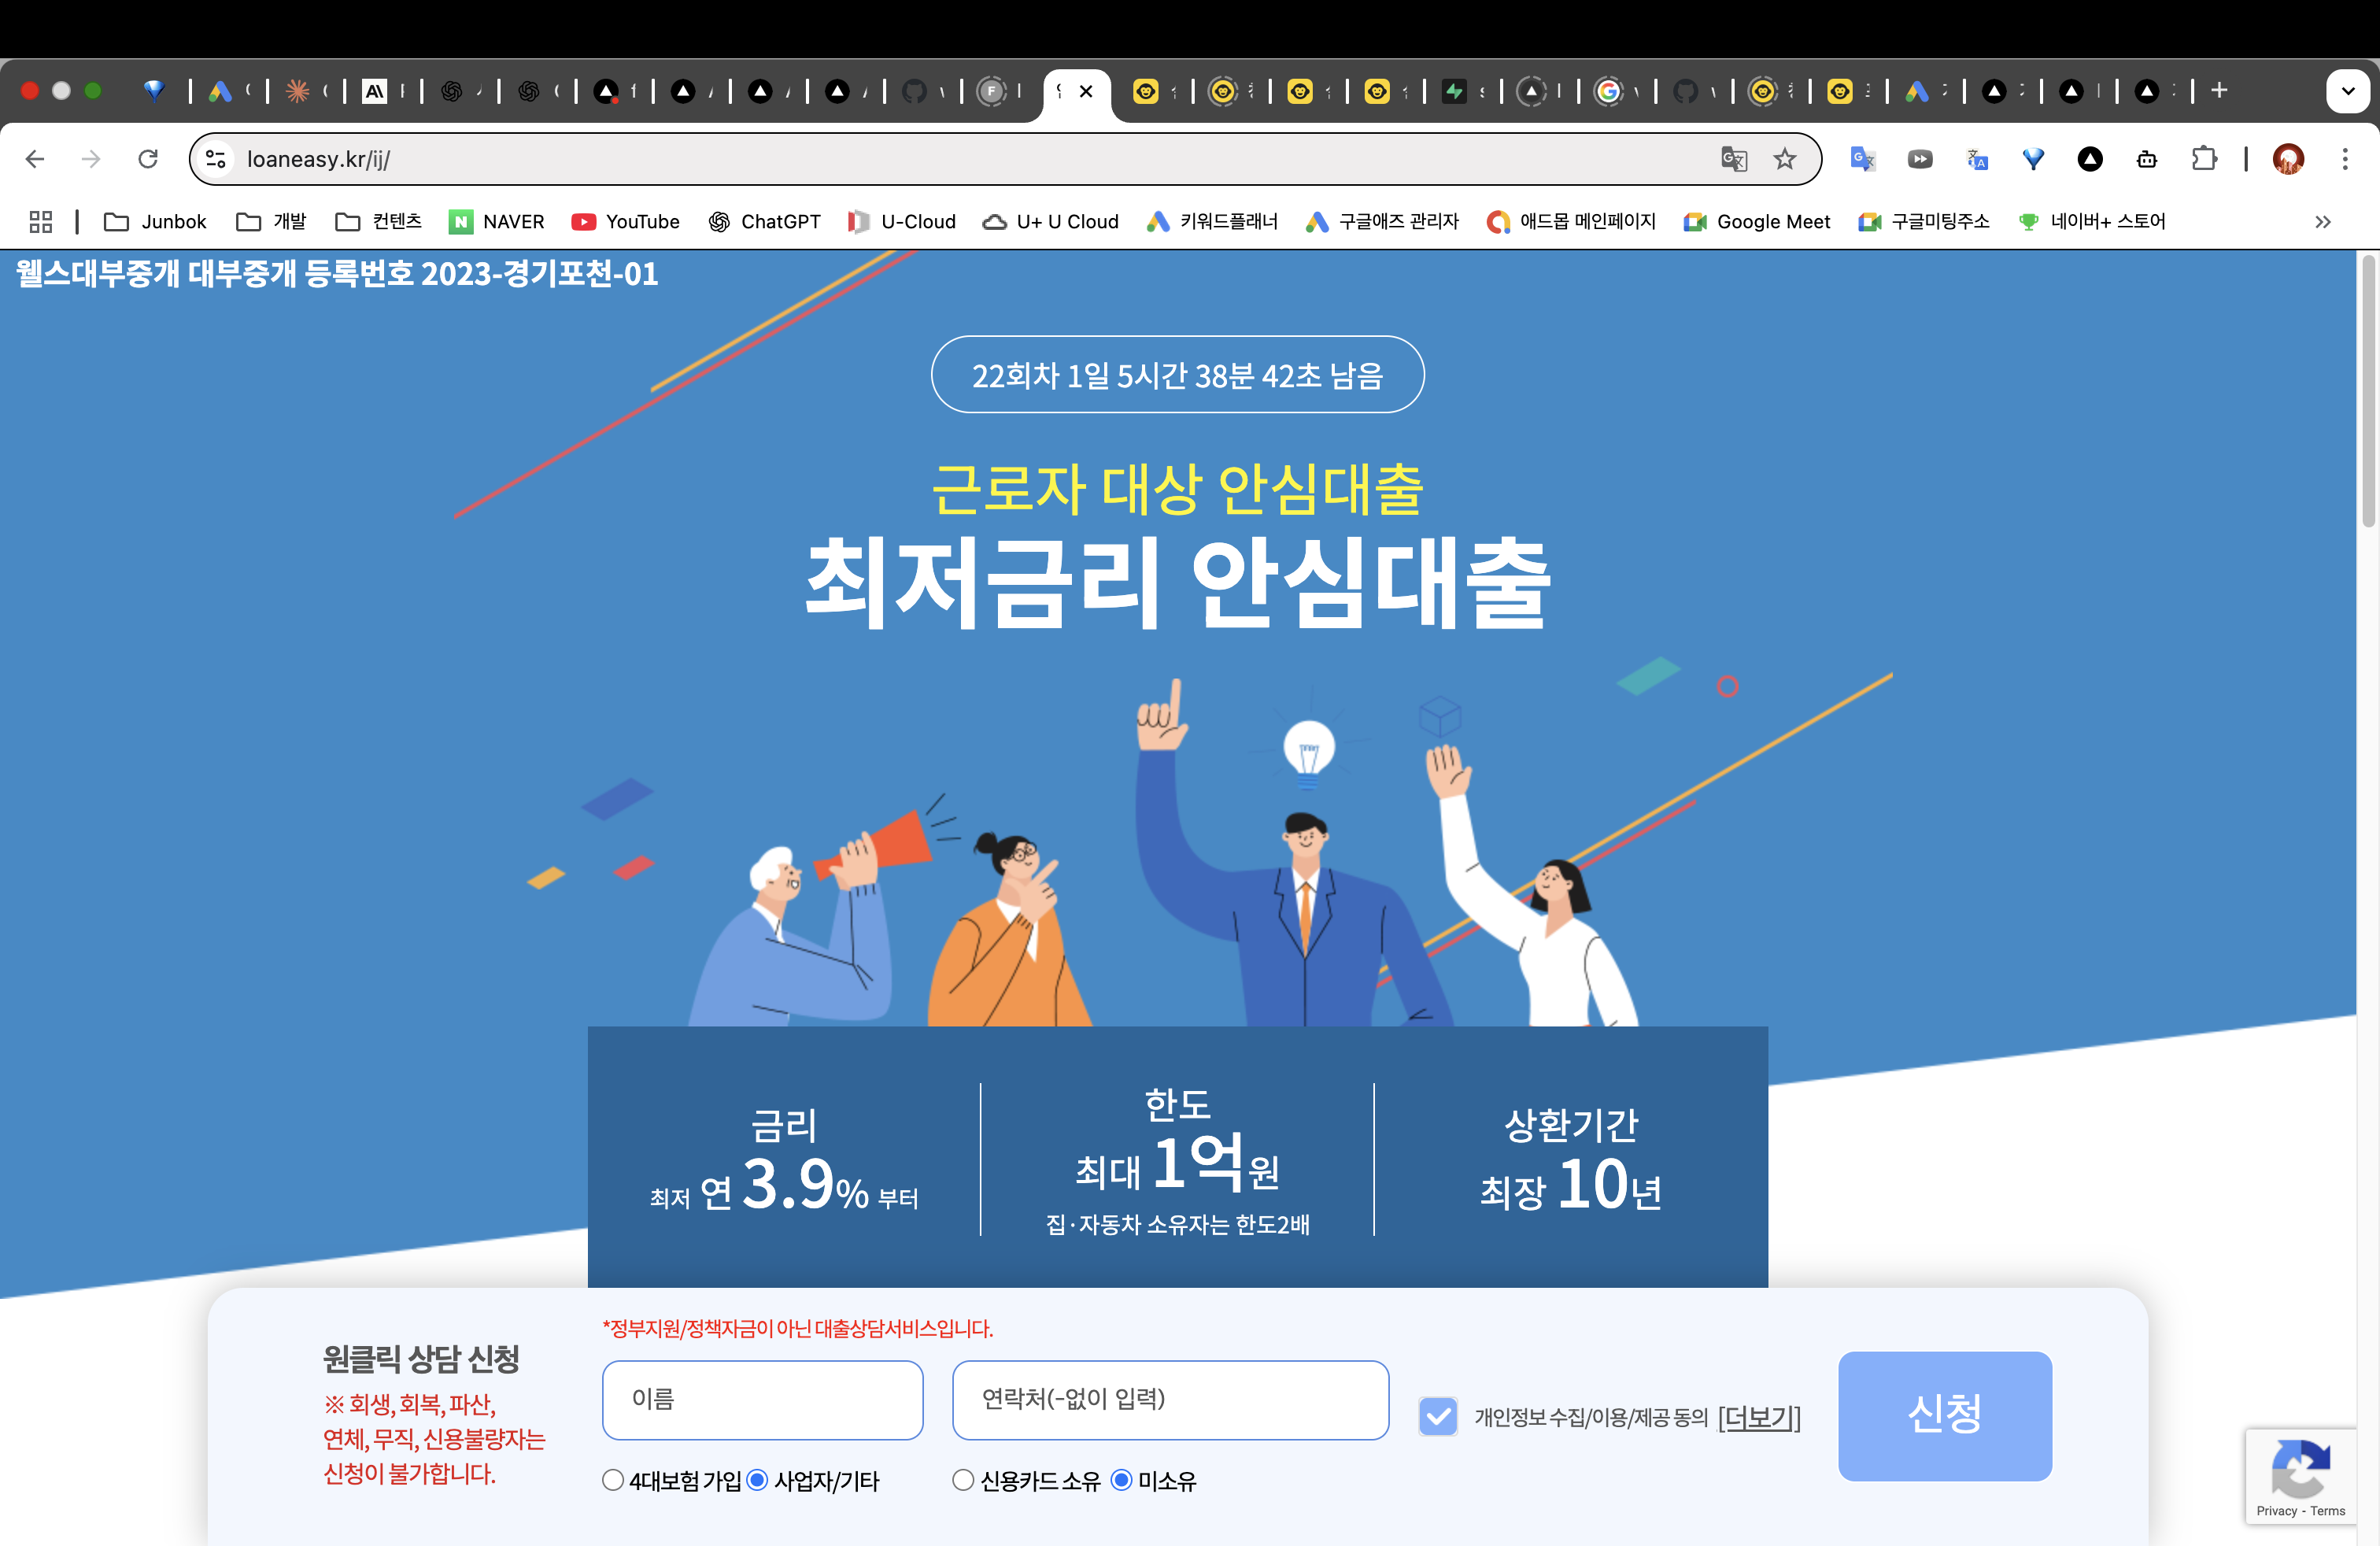 loaneasy.kr/ij/
Junbok 개발 컨텐츠 NAVER YouTube ChatGPT U-Cloud U+ U Cloud 키워드플래너 구글애즈 관리자 애드몹 메인페이지 Google Meet 구글미팅주소 네이버+ 스토어
웰스대부중개 대부중개 등록번호 2023-경기포천-01
22회차 1일 5시간 38분 42초 남음
근로자 대상 안심대출
최저금리 안심대출
금리
최저 연 3.9% 부터
한도
최대 1억원
집·자동차 소유자는 한도2배
상환기간
최장 10년
원클릭 상담 신청
※ 회생, 회복, 파산,
연체, 무직, 신용불량자는
신청이 불가합니다.
*정부지원/정책자금이 아닌 대출상담서비스입니다.
이름
연락처(-없이 입력)
개인정보 수집/이용/제공 동의 [더보기]
신청
4대보험 가입 사업자/기타
신용카드 소유 미소유
Privacy - Terms